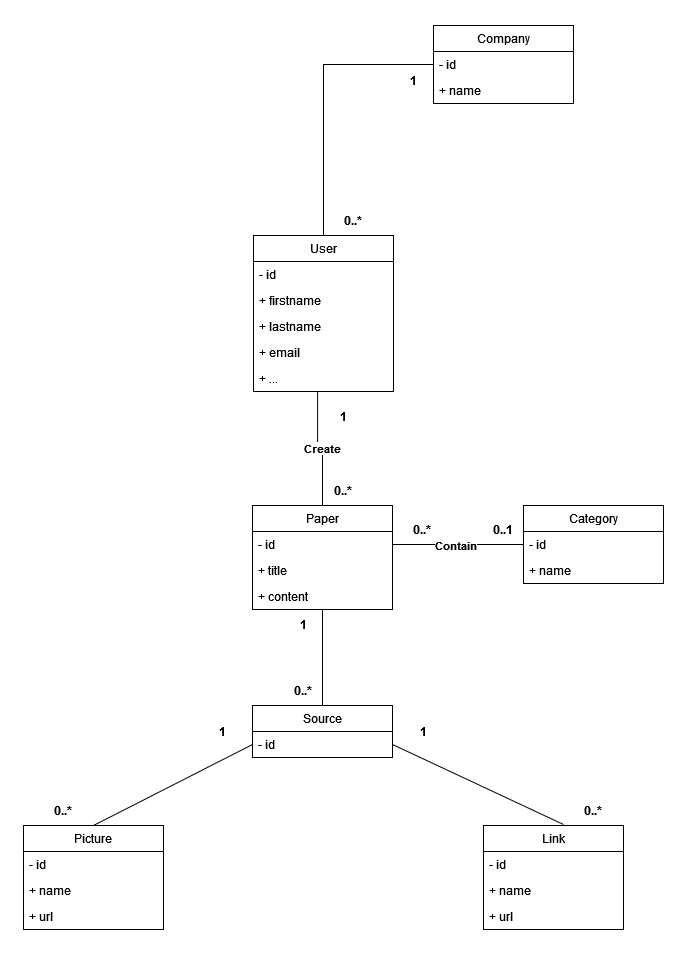 Company
- id
+ name
1
0..*
User
- id
+ firstname
+ lastname
+ email
+ ...
1
Create
0..*
Paper
- id
+ title
+ content
0..*
Contain
0..1
Category
- id
+ name
1
0..*
Source
- id
1
1
0..*
0..*
Picture
- id
+ name
+ url
Link
- id
+ name
+ url